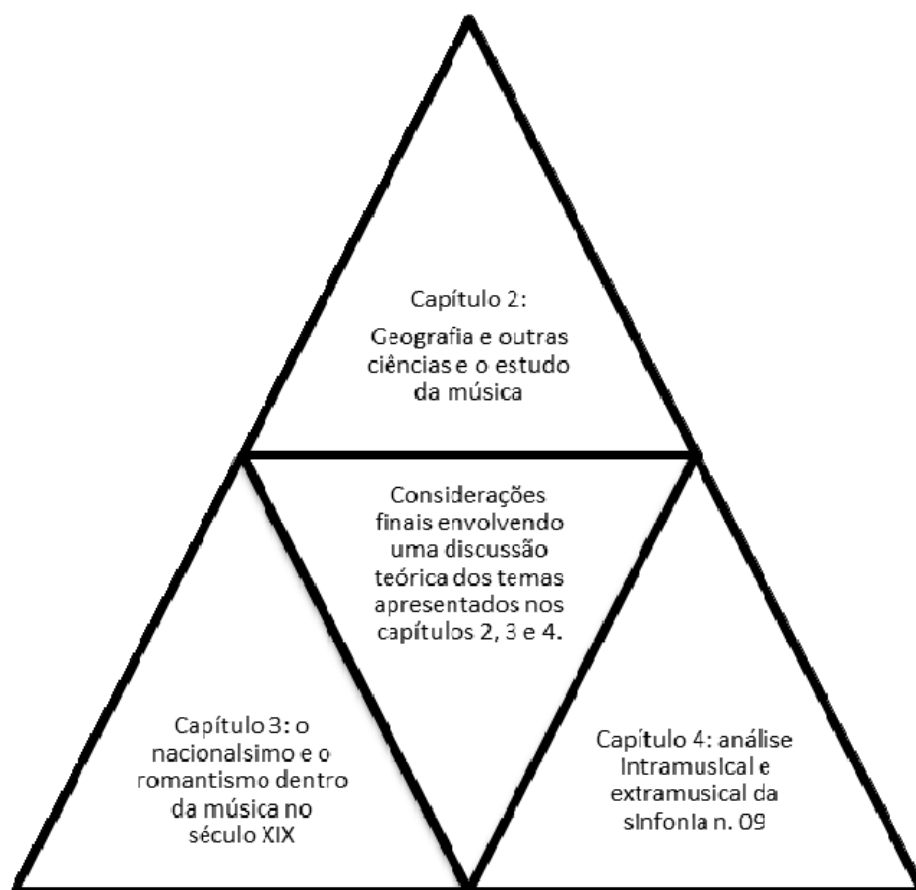 Capítulo 2:
Geografia e outras
ciências e o estudo
da música
Considerações
finais envolvendo
uma discussão
teórica dos temas
apresentados nos
capítulos 2, 3 e 4.
Capítulo 3: o
nacionalsimo e o
romantismo dentro
da música no
século XIX
Capítulo 4: análise
intramusical e
extramusical da
sinfonia n. 09